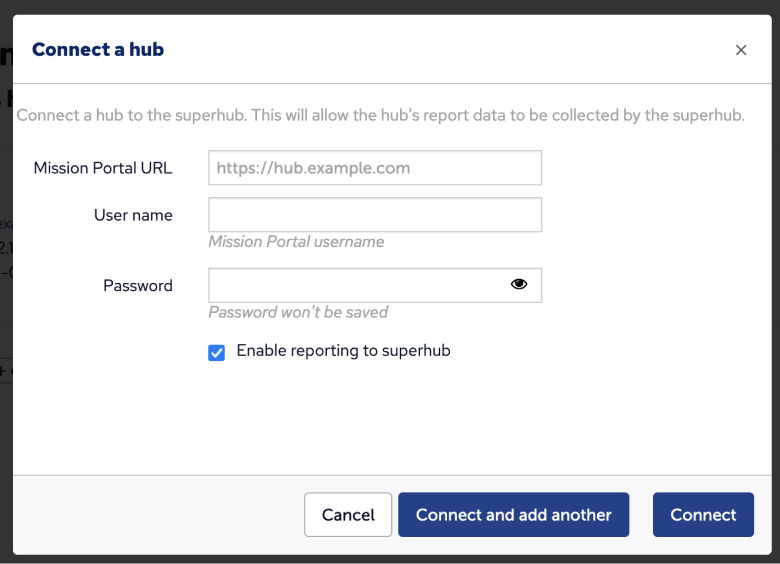 Connect a hub
×
Connect a hub to the superhub. This will allow the hub's report data to be collected by the superhub.
Mission Portal URL https://hub.example.com
User name
Mission Portal username
Password
Password won't be saved
Enable reporting to superhub
Cancel Connect and add another Connect